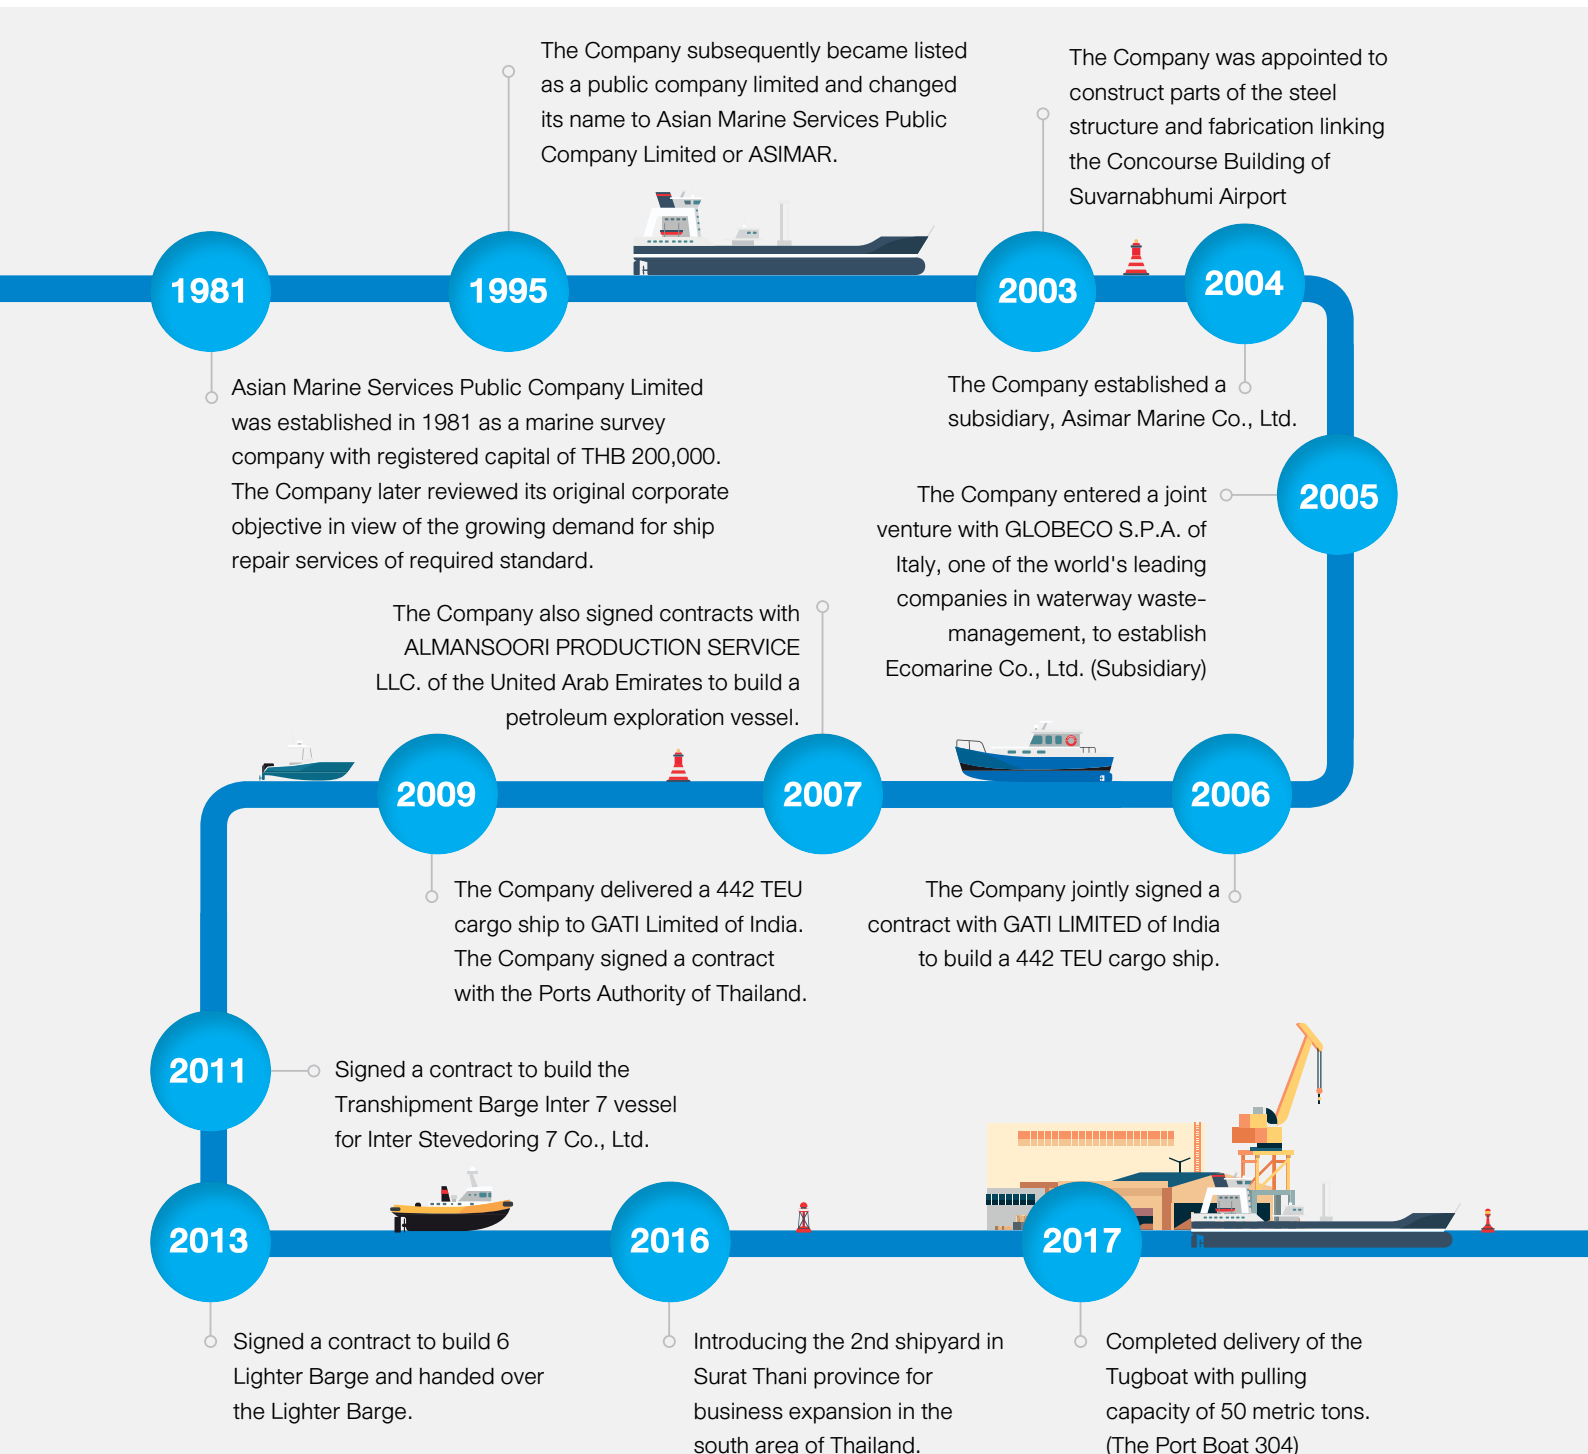 The Company subsequently became listed
as a public company limited and changed
its name to Asian Marine Services Public
Company Limited or ASIMAR.
The Company was appointed to
construct parts of the steel
structure and fabrication linking
the Concourse Building of
Suvarnabhumi Airport
1981
1995
2003
2004
Asian Marine Services Public Company Limited
was established in 1981 as a marine survey
company with registered capital of THB 200,000.
The Company later reviewed its original corporate
objective in view of the growing demand for ship
repair services of required standard.
The Company established a
subsidiary, Asimar Marine Co., Ltd.
2005
The Company entered a joint
venture with GLOBECO S.P.A. of
Italy, one of the world's leading
companies in waterway waste-
management, to establish
Ecomarine Co., Ltd. (Subsidiary)
The Company also signed contracts with
ALMANSOORI PRODUCTION SERVICE
LLC. of the United Arab Emirates to build a
petroleum exploration vessel.
2009
2007
2006
The Company delivered a 442 TEU
cargo ship to GATI Limited of India.
The Company signed a contract
with the Ports Authority of Thailand.
The Company jointly signed a
contract with GATI LIMITED of India
to build a 442 TEU cargo ship.
2011
Signed a contract to build the
Transhipment Barge Inter 7 vessel
for Inter Stevedoring 7 Co., Ltd.
2013
2016
2017
Signed a contract to build 6
Lighter Barge and handed over
the Lighter Barge.
Introducing the 2nd shipyard in
Surat Thani province for
business expansion in the
south area of Thailand.
Completed delivery of the
Tugboat with pulling
capacity of 50 metric tons.
(The Port Boat 304)